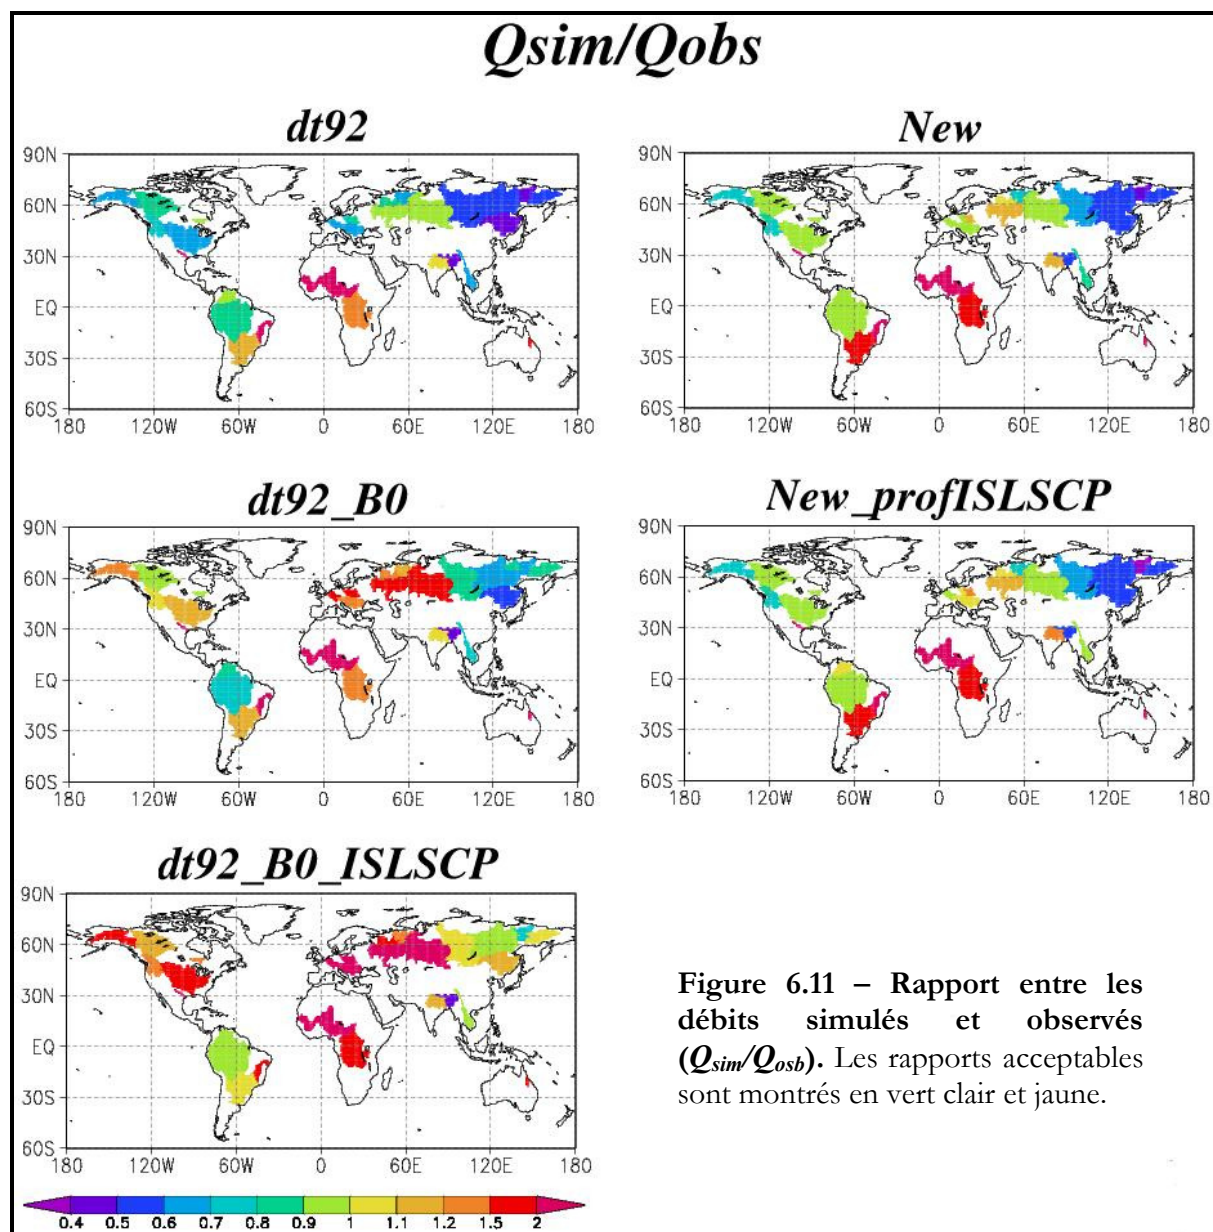 Qsim/Qobs
dt92
New
90N
60N
30N
EQ
30S
60S
180 120W 60W 0 60E 120E 180
90N
60N
30N
EQ
30S
60S
180 120W 60W 0 60E 120E 180
dt92_B0
New_profISLSCP
90N
60N
30N
EQ
30S
60S
180 120W 60W 0 60E 120E 180
90N
60N
30N
EQ
30S
60S
180 120W 60W 0 60E 120E 180
dt92_B0_ISLSCP
90N
60N
30N
EQ
30S
60S
180 120W 60W 0 60E 120E 180
0.4 0.5 0.6 0.7 0.8 0.9 1 1.1 1.2 1.5 2
Figure 6.11 – Rapport entre les
débits simulés et observés
(Qsim/Qosb). Les rapports acceptables
sont montrés en vert clair et jaune.